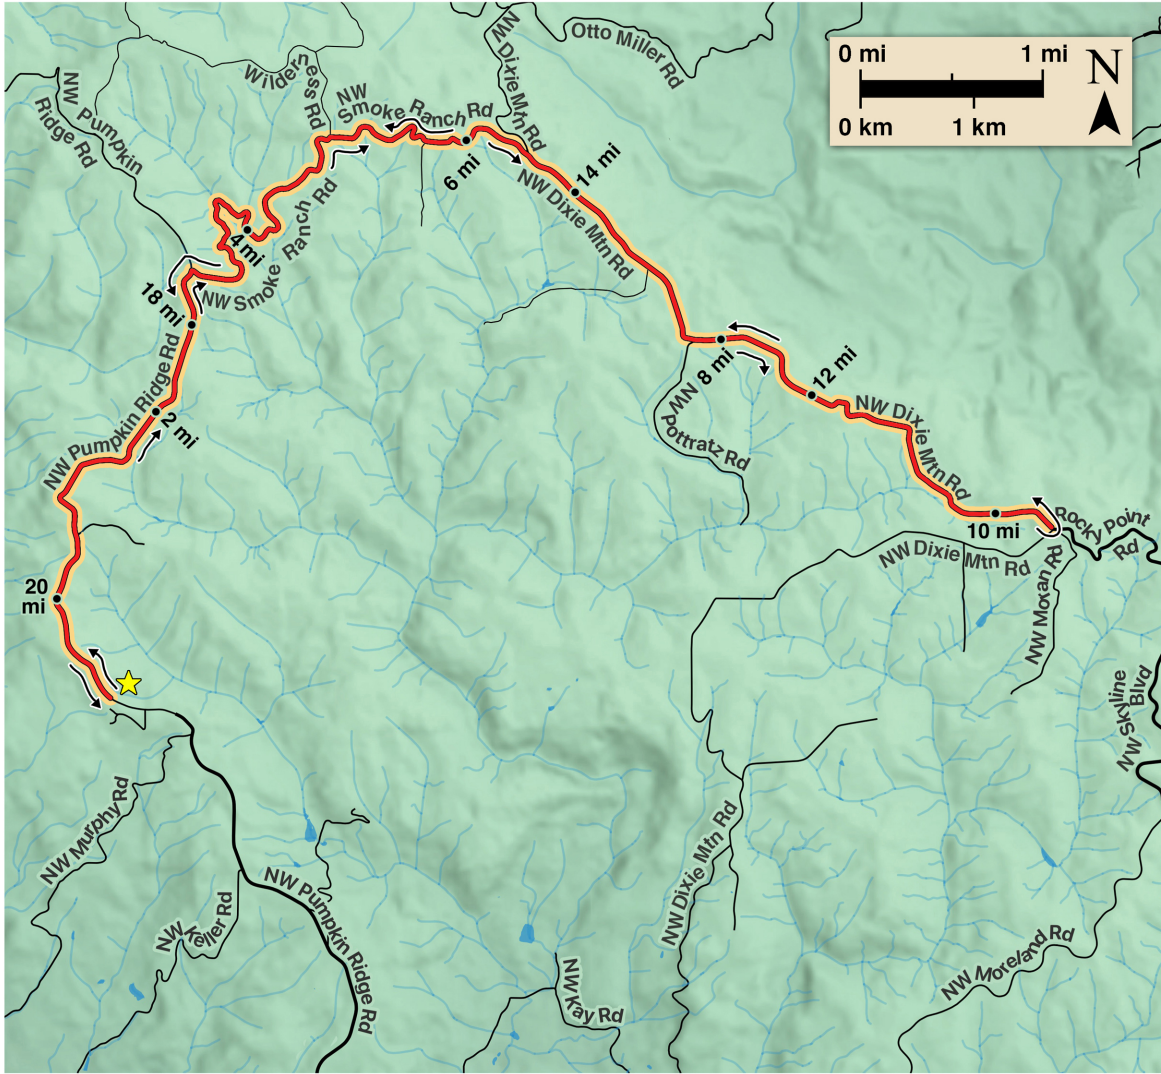 NW
Dixie Mtn Rd
Otto Miller Rd
0 mi
1 mi
N
0 km
1 km
Wilderness Rd
NW
Smoke Ranch Rd
NW Pumpkin
Ridge Rd
6 mi
14 mi
NW Dixie Mtn Rd
4 mi
NW Smoke Ranch Rd
18 mi
8 mi
12 mi
NW Pumpkin Ridge Rd
2 mi
NW
Pottratz Rd
NW Dixie Mtn Rd
10 mi
Rocky Point
Rd
NW Dixie Mtn Rd
NW Moran Rd
20
mi
NW Skyline
Blvd
NW Murphy Rd
NW Dixie Mtn Rd
NW Pumpkin Ridge Rd
NW Keller Rd
NW Moreland Rd
NW Kay Rd